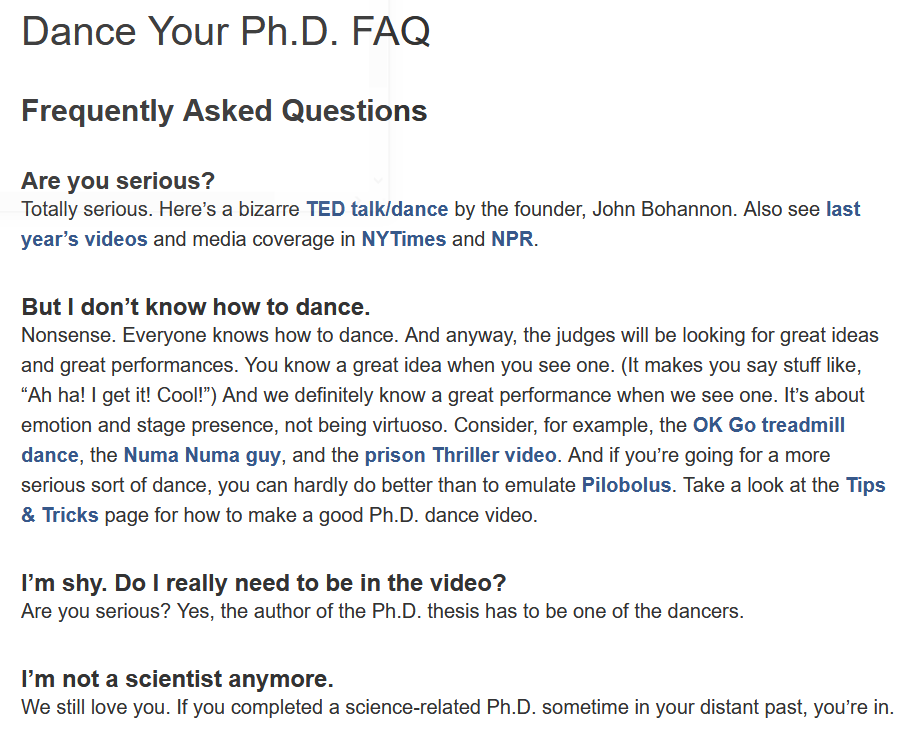 Dance Your Ph.D. FAQ
Frequently Asked Questions
Are you serious?
Totally serious. Here’s a bizarre TED talk/dance by the founder, John Bohannon. Also see last
year’s videos and media coverage in NYTimes and NPR.
But I don’t know how to dance.
Nonsense. Everyone knows how to dance. And anyway, the judges will be looking for great ideas
and great performances. You know a great idea when you see one. (It makes you say stuff like,
“Ah ha! I get it! Cool!”) And we definitely know a great performance when we see one. It’s about
emotion and stage presence, not being virtuoso. Consider, for example, the OK Go treadmill
dance, the Numa Numa guy, and the prison Thriller video. And if you’re going for a more
serious sort of dance, you can hardly do better than to emulate Pilobolus. Take a look at the Tips
& Tricks page for how to make a good Ph.D. dance video.
I’m shy. Do I really need to be in the video?
Are you serious? Yes, the author of the Ph.D. thesis has to be one of the dancers.
I’m not a scientist anymore.
We still love you. If you completed a science-related Ph.D. sometime in your distant past, you’re in.